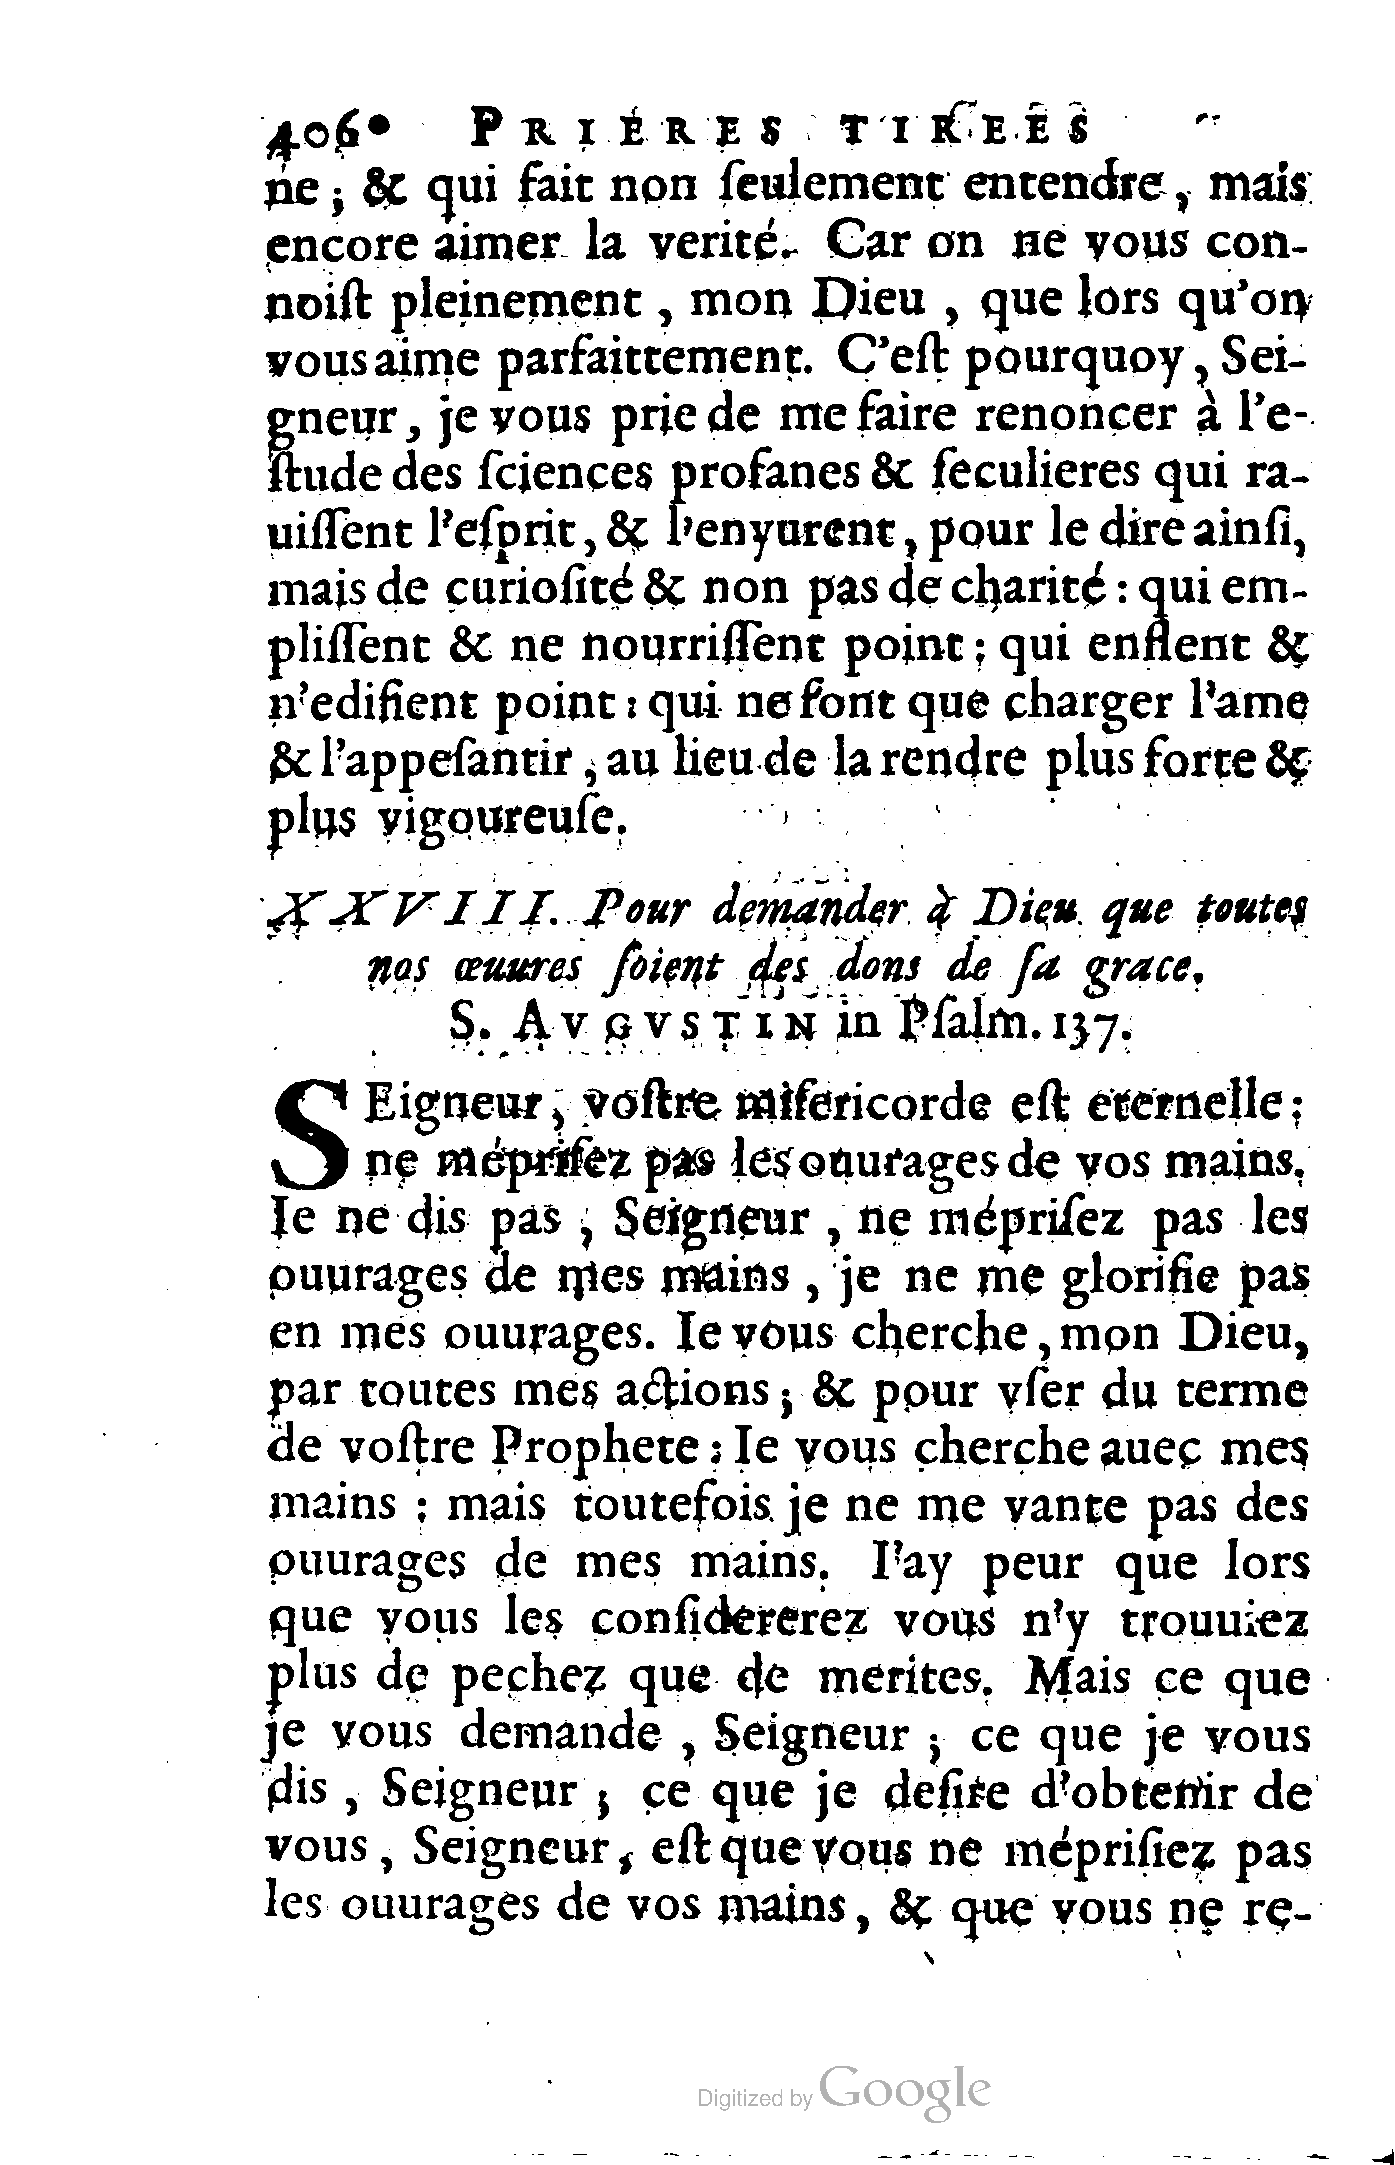 406 PRIERES TIRÉES
ne ; & qui fait non ſeulement entendre, mais
encore aimer la verité. Car on ne vous con-
noiſt pleinement , mon Dieu , que lors qu'on
vous aime parfaittement. C'eſt pourquoy, Sei-
gneur, je vous prie de me faire renoncer à l'e-
ſtude des ſciences profanes & ſeculieres qui ra-
uiſſent l'eſprit, & l'enyurent, pour le dire ainſi,
mais de curioſité & non pas de charité : qui em-
pliſſent & ne nourriſſent point ; qui enflent &
n'edifient point : qui ne font que charger l'ame
& l'appeſantir , au lieu de la rendre plus forte &
plus vigoureuſe.
XXVIII. Pour demander à Dieu que toutes
nos œuures ſoient des dons de ſa grace.
S. AVGVSTIN in Pſalm. 137.
SEigneur, voſtre miſericorde eſt eternelle ;
ne mépriſez pas les ouurages de vos mains.
Ie ne dis pas , Seigneur , ne mépriſez pas les
ouurages de mes mains , je ne me glorifie pas
en mes ouurages. Ie vous cherche, mon Dieu,
par toutes mes actions ; & pour vſer du terme
de voſtre Prophete : Ie vous cherche auec mes
mains : mais toutefois je ne me vante pas des
ouurages de mes mains. I'ay peur que lors
que vous les conſidererez vous n'y trouuiez
plus de pechez que de merites. Mais ce que
je vous demande , Seigneur ; ce que je vous
dis , Seigneur ; ce que je deſire d'obtenir de
vous , Seigneur, eſt que vous ne mépriſiez pas
les ouurages de vos mains, & que vous ne re-
Digitized by Google